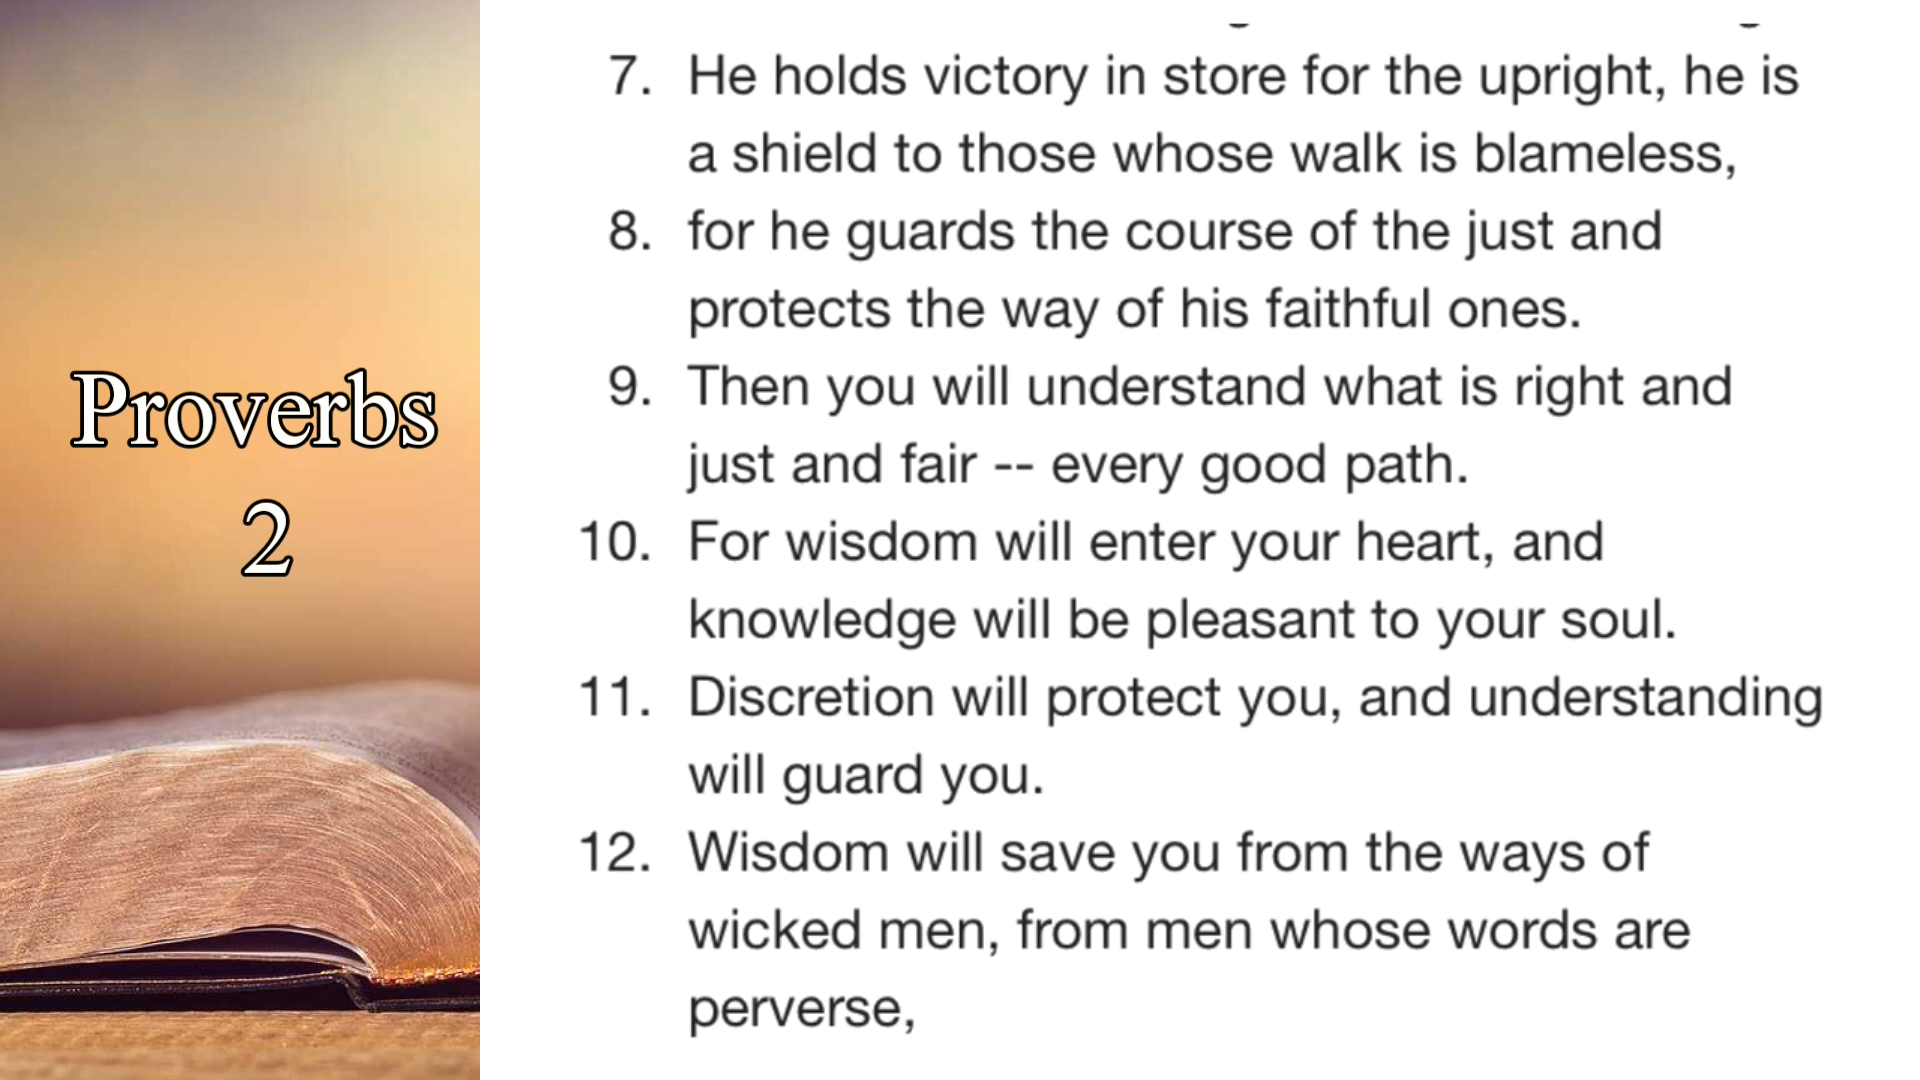 Proverbs
2
7. He holds victory in store for the upright, he is
a shield to those whose walk is blameless,
8. for he guards the course of the just and
protects the way of his faithful ones.
9. Then you will understand what is right and
just and fair -- every good path.
10. For wisdom will enter your heart, and
knowledge will be pleasant to your soul.
11. Discretion will protect you, and understanding
will guard you.
12. Wisdom will save you from the ways of
wicked men, from men whose words are
perverse,